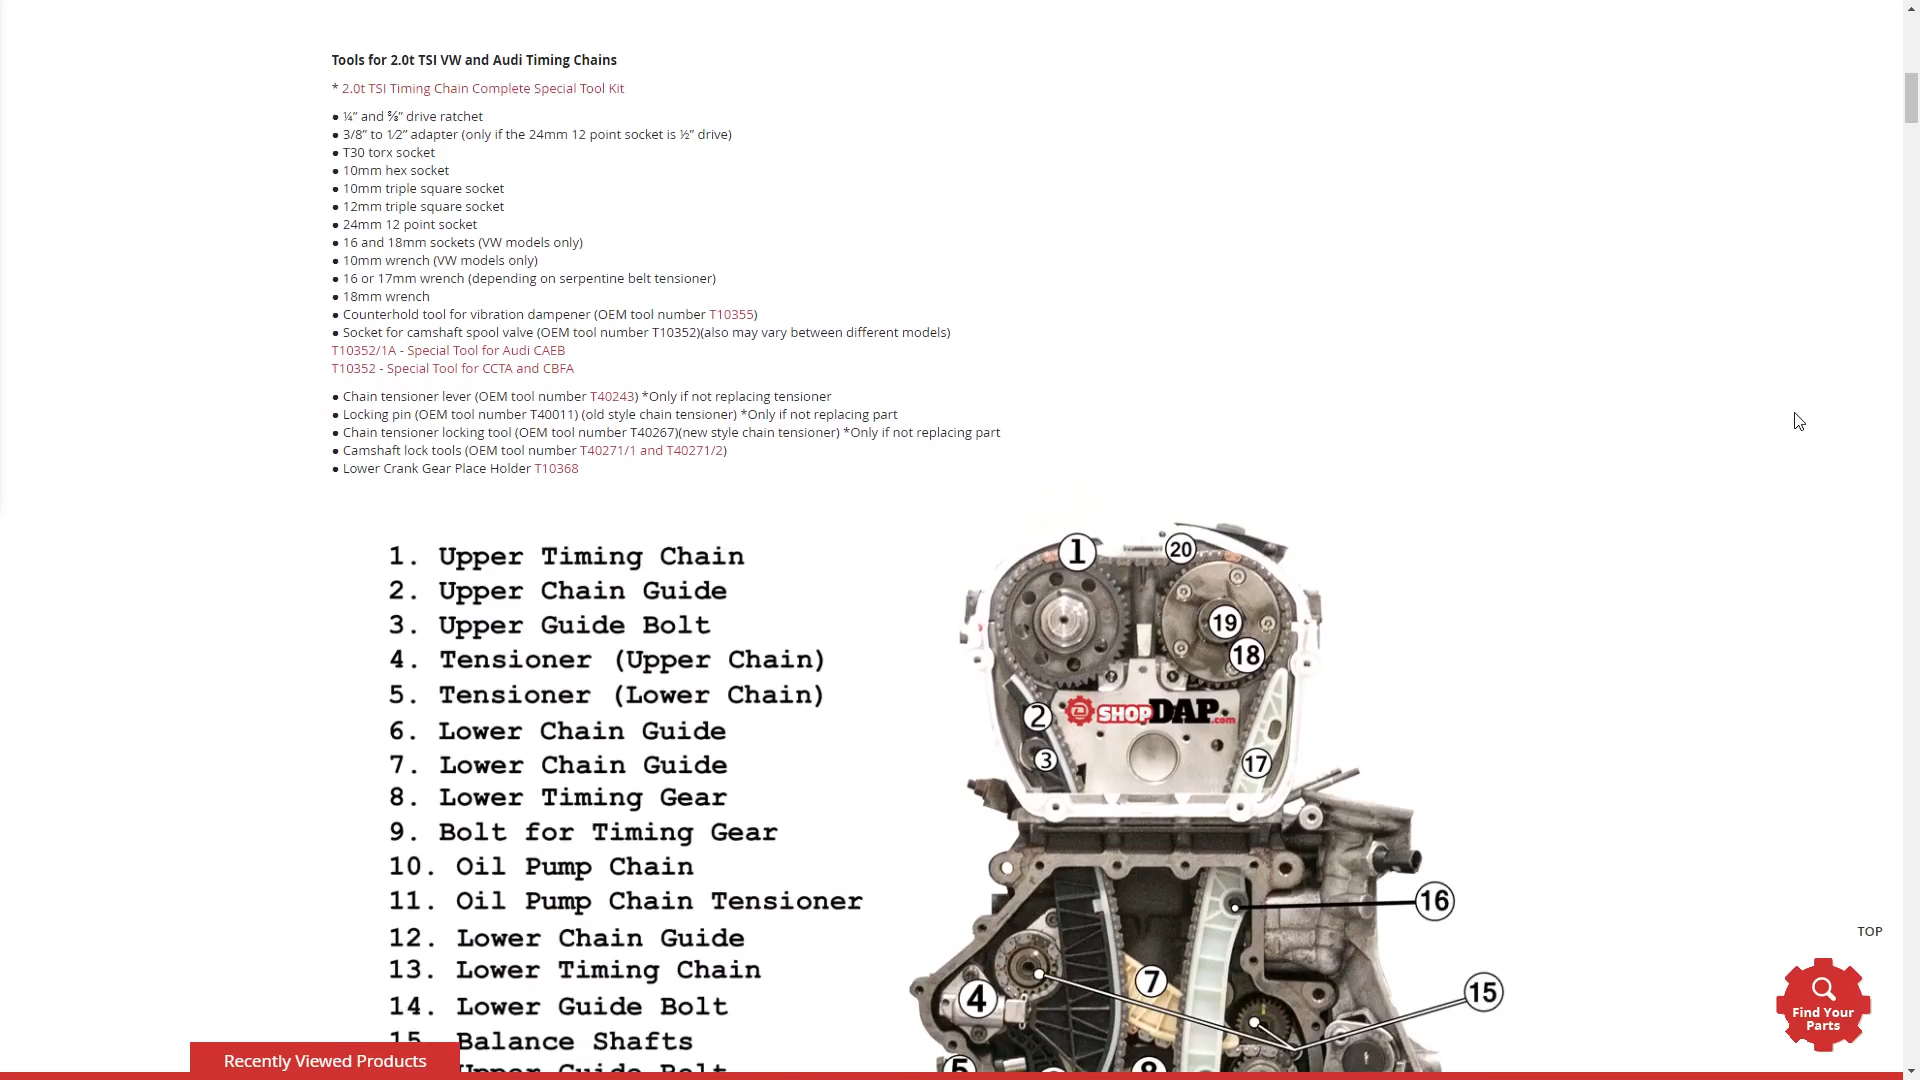 Tools for 2.0t TSI VW and Audi Timing Chains
* 2.0t TSI Timing Chain Complete Special Tool Kit
● ¼” and ⅜” drive ratchet
● 3/8” to 1⁄2” adapter (only if the 24mm 12 point socket is ½” drive)
● T30 torx socket
● 10mm hex socket
● 10mm triple square socket
● 12mm triple square socket
● 24mm 12 point socket
● 16 and 18mm sockets (VW models only)
● 10mm wrench (VW models only)
● 16 or 17mm wrench (depending on serpentine belt tensioner)
● 18mm wrench
● Counterhold tool for vibration dampener (OEM tool number T10355)
● Socket for camshaft spool valve (OEM tool number T10352)(also may vary between different models)
T10352/1A - Special Tool for Audi CAEB
T10352 - Special Tool for CCTA and CBFA
● Chain tensioner lever (OEM tool number T40243) *Only if not replacing tensioner
● Locking pin (OEM tool number T40011) (old style chain tensioner) *Only if not replacing part
● Chain tensioner locking tool (OEM tool number T40267)(new style chain tensioner) *Only if not replacing part
● Camshaft lock tools (OEM tool number T40271/1 and T40271/2)
● Lower Crank Gear Place Holder T10368
1. Upper Timing Chain
2. Upper Chain Guide
3. Upper Guide Bolt
4. Tensioner (Upper Chain)
5. Tensioner (Lower Chain)
6. Lower Chain Guide
7. Lower Chain Guide
8. Lower Timing Gear
9. Bolt for Timing Gear
10. Oil Pump Chain
11. Oil Pump Chain Tensioner
12. Lower Chain Guide
13. Lower Timing Chain
14. Lower Guide Bolt
15. Balance Shafts
Upper Guide Bolt
1
20
19
18
2
SHOPDAP.com
3
17
16
7
4
15
5
8
TOP
Find Your
Parts
Recently Viewed Products